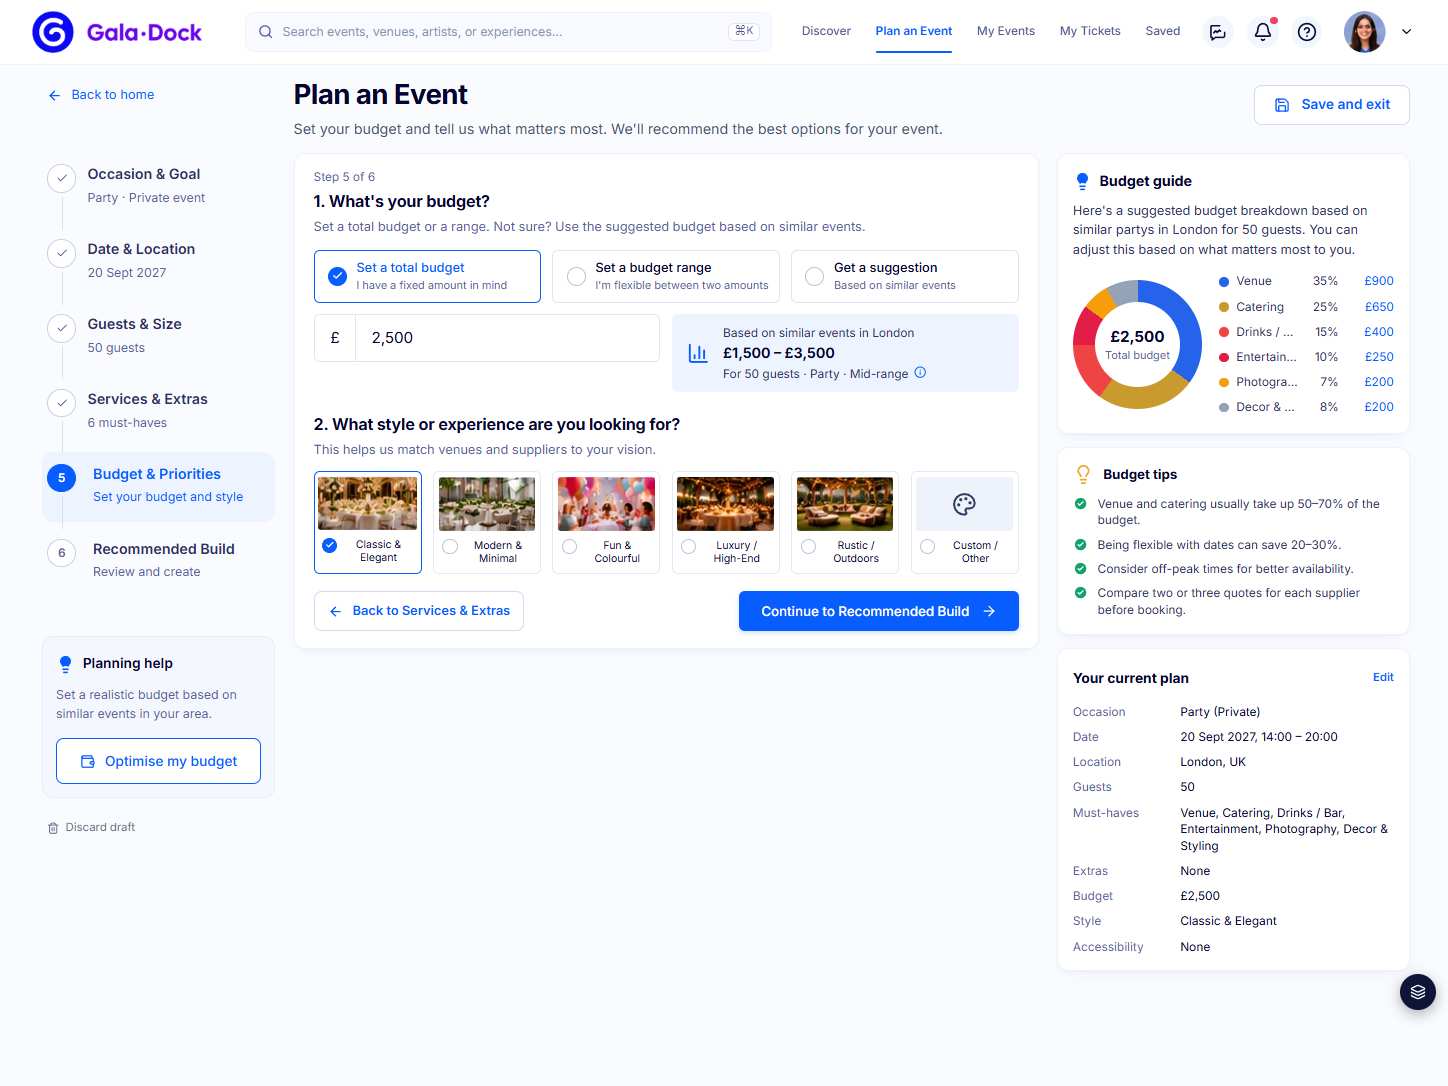 Gala·Dock
Search events, venues, artists, or experiences...
⌘K
Discover
Plan an Event
My Events
My Tickets
Saved
Back to home
Plan an Event
Set your budget and tell us what matters most. We'll recommend the best options for your event.
Save and exit
Occasion & Goal
Party · Private event
Date & Location
20 Sept 2027
Guests & Size
50 guests
Services & Extras
6 must-haves
5
Budget & Priorities
Set your budget and style
6
Recommended Build
Review and create
Planning help
Set a realistic budget based on
similar events in your area.
Optimise my budget
Discard draft
Step 5 of 6
1. What's your budget?
Set a total budget or a range. Not sure? Use the suggested budget based on similar events.
Set a total budget
I have a fixed amount in mind
Set a budget range
I'm flexible between two amounts
Get a suggestion
Based on similar events
£
2,500
Based on similar events in London
£1,500 – £3,500
For 50 guests · Party · Mid-range
2. What style or experience are you looking for?
This helps us match venues and suppliers to your vision.
Classic &
Elegant
Modern &
Minimal
Fun &
Colourful
Luxury /
High-End
Rustic /
Outdoors
Custom /
Other
Back to Services & Extras
Continue to Recommended Build
Budget guide
Here's a suggested budget breakdown based on
similar partys in London for 50 guests. You can
adjust this based on what matters most to you.
£2,500
Total budget
Venue 35% £900
Catering 25% £650
Drinks / ... 15% £400
Entertain... 10% £250
Photogra... 7% £200
Decor & ... 8% £200
Budget tips
Venue and catering usually take up 50–70% of the
budget.
Being flexible with dates can save 20–30%.
Consider off-peak times for better availability.
Compare two or three quotes for each supplier
before booking.
Your current plan
Edit
Occasion Party (Private)
Date 20 Sept 2027, 14:00 – 20:00
Location London, UK
Guests 50
Must-haves Venue, Catering, Drinks / Bar,
Entertainment, Photography, Decor &
Styling
Extras None
Budget £2,500
Style Classic & Elegant
Accessibility None